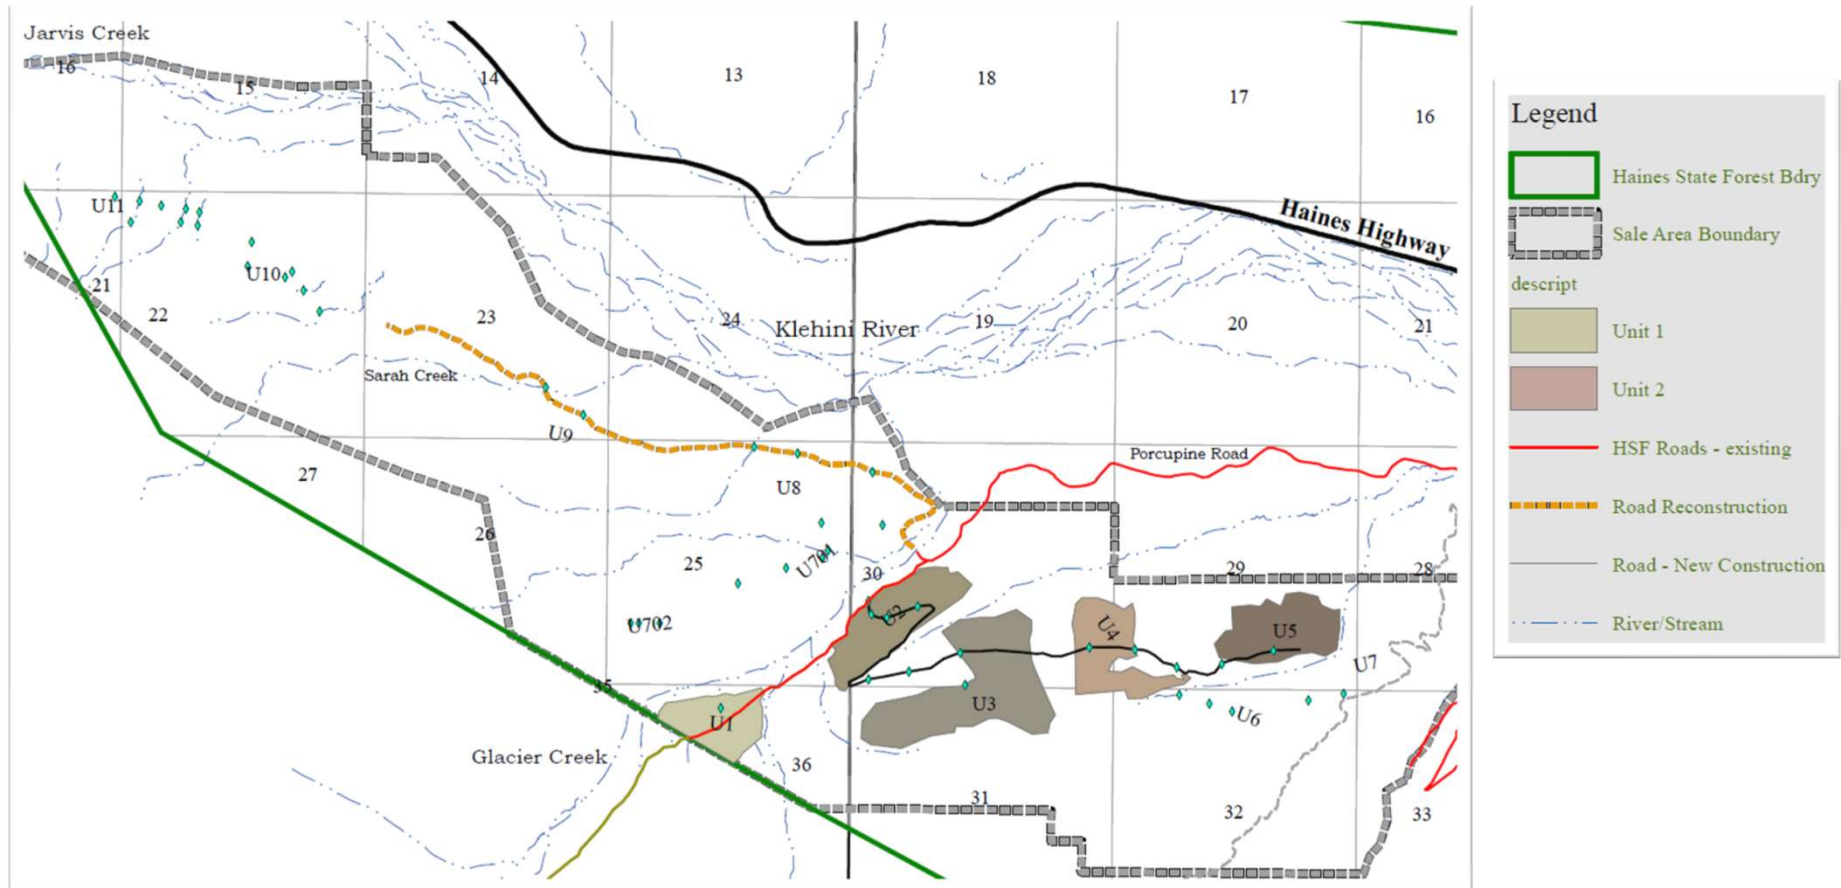 Jarvis Creek
16
15
14
13
18
17
16
U11
Haines Highway
U10
21
22
23
24
Klehini River
19
20
21
Sarah Creek
U9
Porcupine Road
27
U8
26
25
U701
30
29
28
U702
U2
U4
U5
U7
35
U1
U3
U6
Glacier Creek
36
31
32
33
Legend
Haines State Forest Bdry
Sale Area Boundary
descript
Unit 1
Unit 2
HSF Roads - existing
Road Reconstruction
Road - New Construction
River/Stream